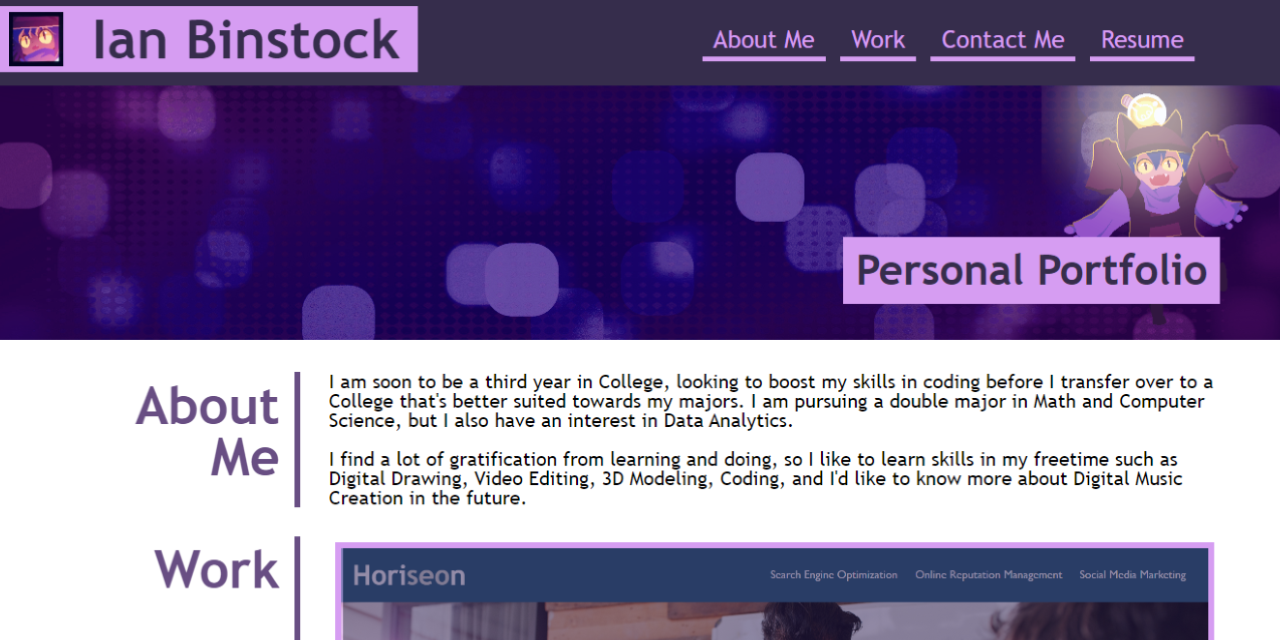 Ian Binstock
About Me Work Contact Me Resume
Personal Portfolio
About
Me
I am soon to be a third year in College, looking to boost my skills in coding before I transfer over to a
College that's better suited towards my majors. I am pursuing a double major in Math and Computer
Science, but I also have an interest in Data Analytics.
I find a lot of gratification from learning and doing, so I like to learn skills in my freetime such as
Digital Drawing, Video Editing, 3D Modeling, Coding, and I'd like to know more about Digital Music
Creation in the future.
Work
Horiseon
Search Engine Optimization Online Reputation Management Social Media Marketing